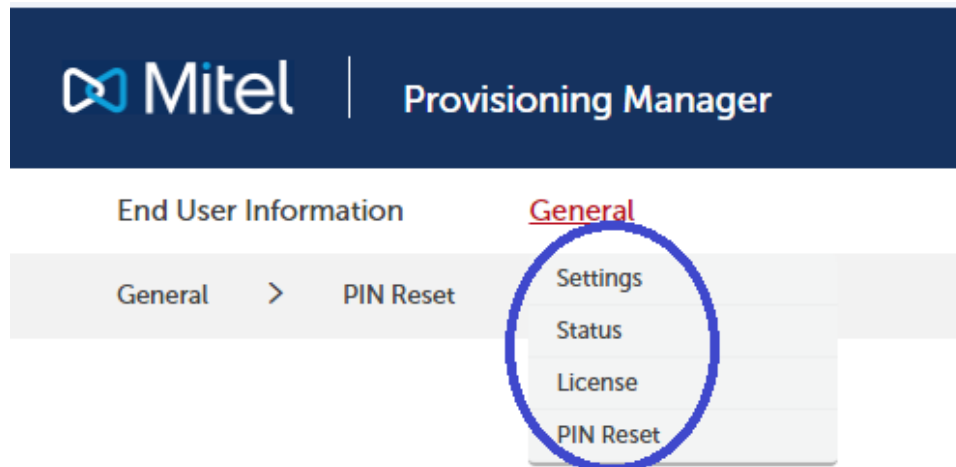 Mitel Provisioning Manager
End User Information General
General > PIN Reset
Settings
Status
License
PIN Reset